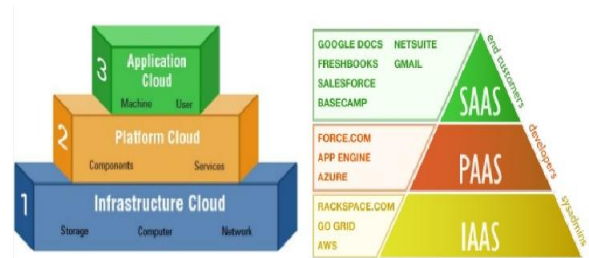 3
Application
Cloud
Machine User
2
Platform Cloud
Components Services
1
Infrastructure Cloud
Storage Computer Network
GOOGLE DOCS NETSUITE
FRESHBOOKS GMAIL
SALESFORCE
BASECAMP
SAAS
end customers
FORCE.COM
APP ENGINE
AZURE
PAAS
developers
RACKSPACE.COM
GO GRID
AWS
IAAS
sysadmins